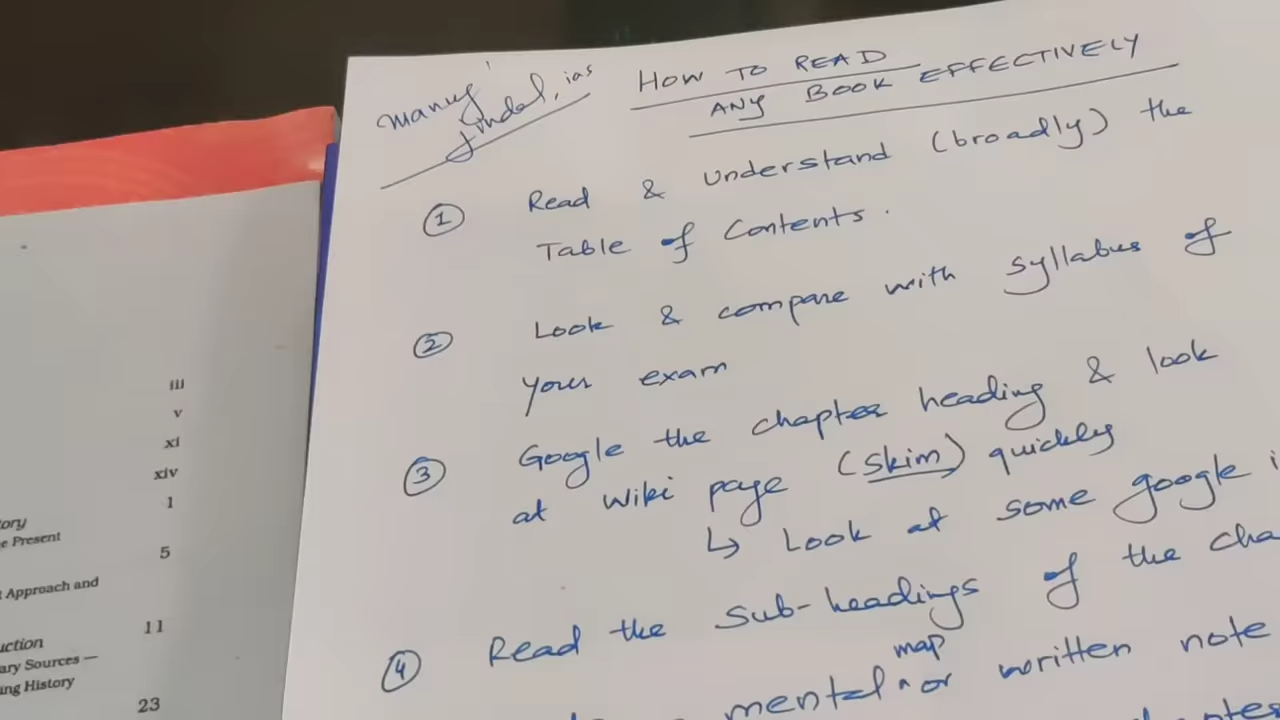 iii
v
xi
xiv
1
tory
e Present
5
t Approach and
11
uction
ary Sources —
ng History
23
Manuj
Jindal, ias
HOW TO READ
ANY BOOK EFFECTIVELY
① Read & Understand (broadly) the
Table of Contents.
② Look & compare with syllabus of
your exam
③ Google the chapter heading & look
at Wiki page (skim) quickly
↳ Look at some google i
④ Read the sub-headings of the cha
map
mental ^ or written note